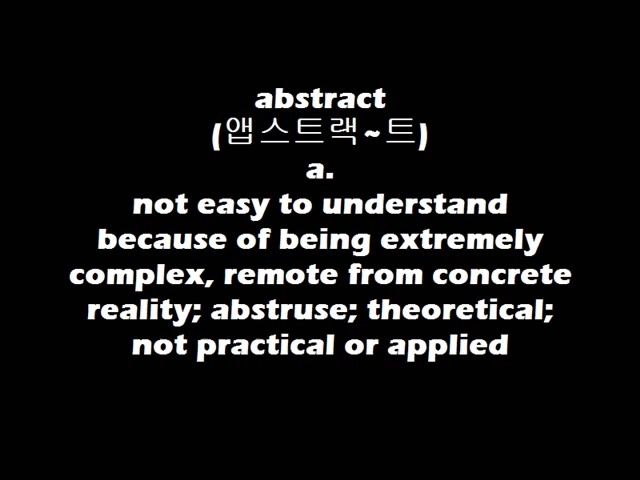 abstract
(앱스트랙~트)
a.
not easy to understand
because of being extremely
complex, remote from concrete
reality; abstruse; theoretical;
not practical or applied